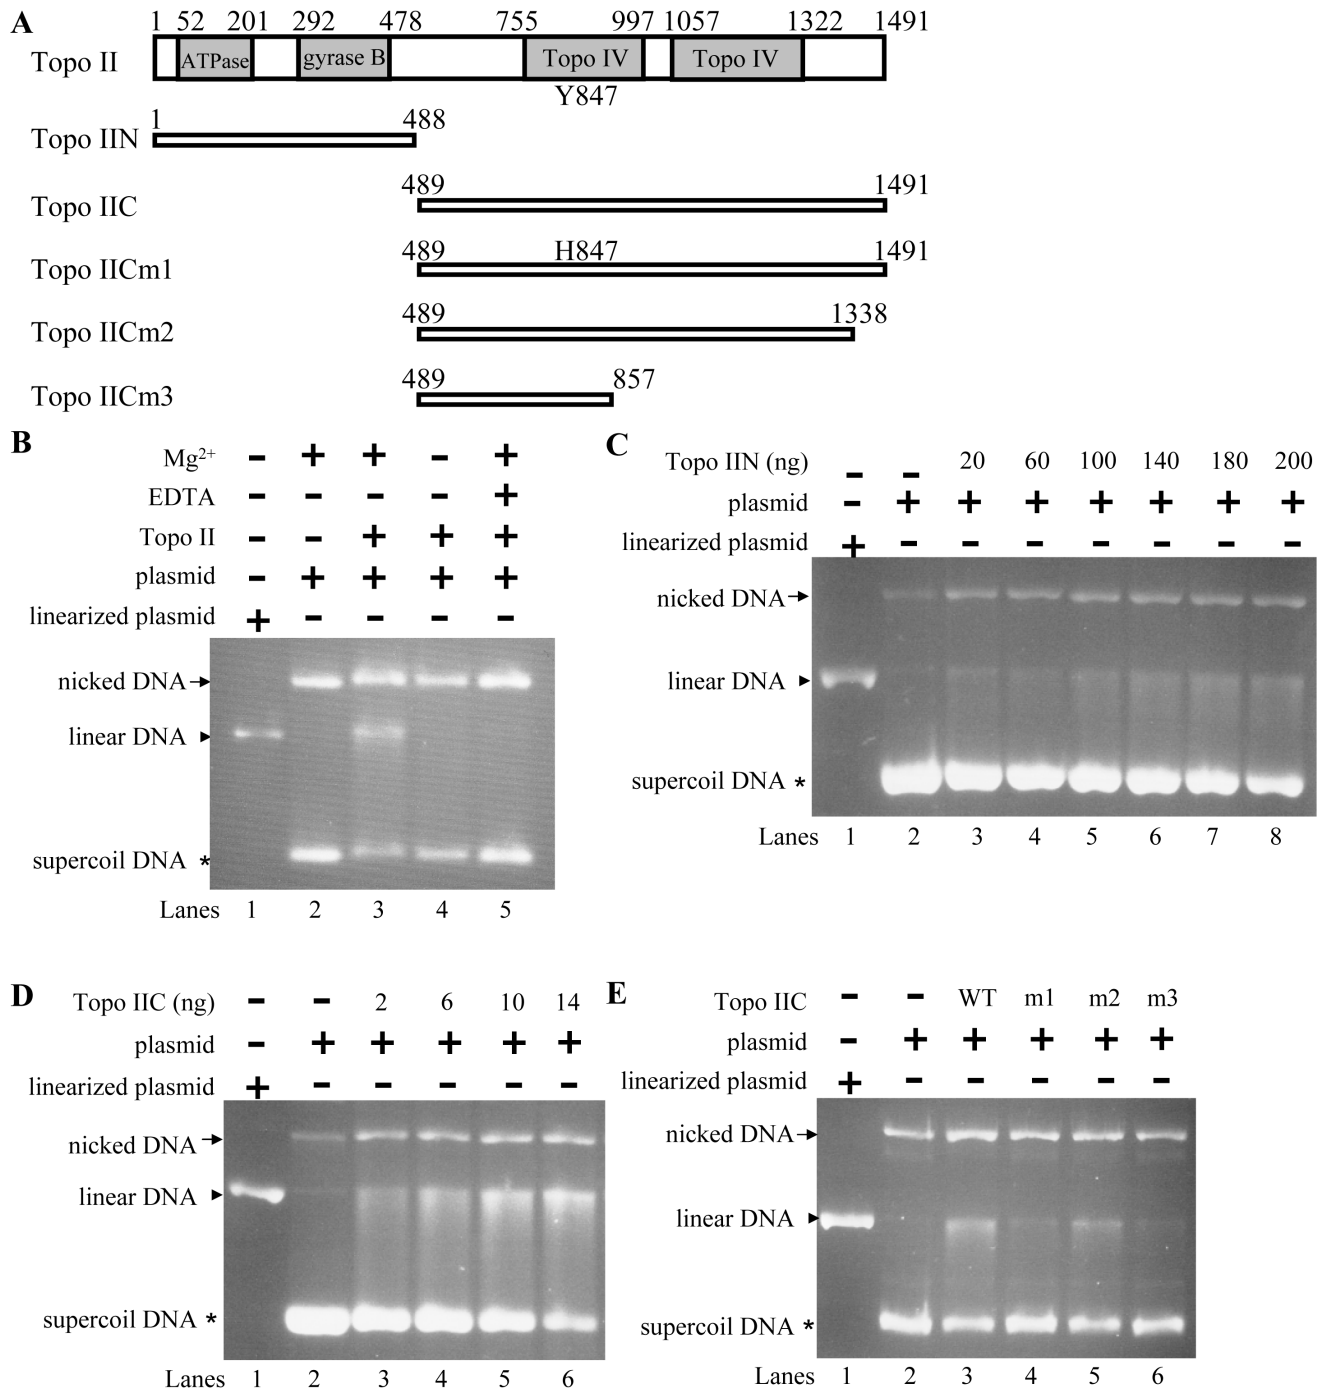 A
1 52 201 292 478 755 997 1057 1322 1491
Topo II
ATPase gyrase B Topo IV Topo IV
Y847
1 488
Topo IIN
489 1491
Topo IIC
489 H847 1491
Topo IICm1
489 1338
Topo IICm2
489 857
Topo IICm3
B
Mg2+ - + + - +
EDTA - - - - +
Topo II - - + + +
plasmid - + + + +
linearized plasmid + - - - -
nicked DNA
linear DNA
supercoil DNA *
Lanes 1 2 3 4 5
C
Topo IIN (ng) - - 20 60 100 140 180 200
plasmid - + + + + + + +
linearized plasmid + - - - - - - -
nicked DNA
linear DNA
supercoil DNA *
Lanes 1 2 3 4 5 6 7 8
D
Topo IIC (ng) - - 2 6 10 14
plasmid - + + + + +
linearized plasmid + - - - - -
nicked DNA
linear DNA
supercoil DNA *
Lanes 1 2 3 4 5 6
E
Topo IIC - - WT m1 m2 m3
plasmid - + + + + +
linearized plasmid + - - - - -
nicked DNA
linear DNA
supercoil DNA *
Lanes 1 2 3 4 5 6